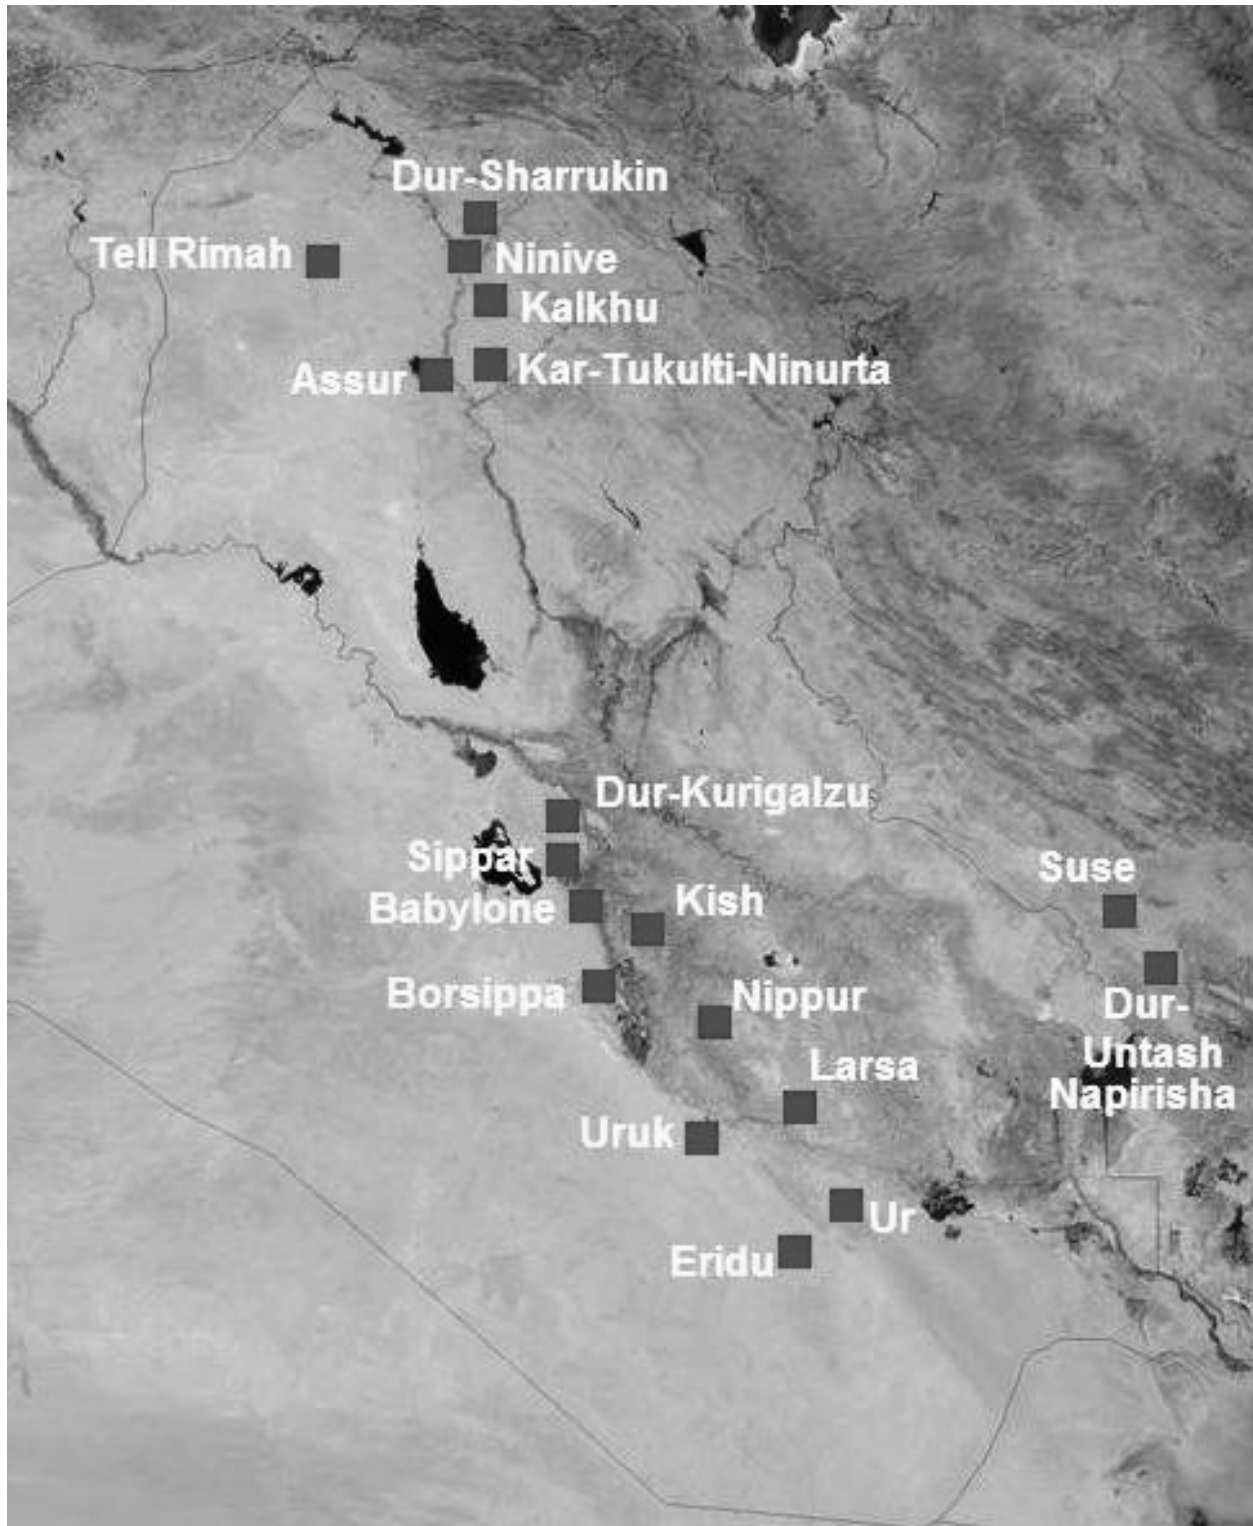 Dur-Sharrukin
Tell Rimah
Ninive
Kalkhu
Kar-Tukulti-Ninurta
Assur
Dur-Kurigalzu
Sippar
Suse
Kish
Babylone
Borsippa
Nippur
Dur-
Untash
Napirisha
Larsa
Uruk
Ur
Eridu